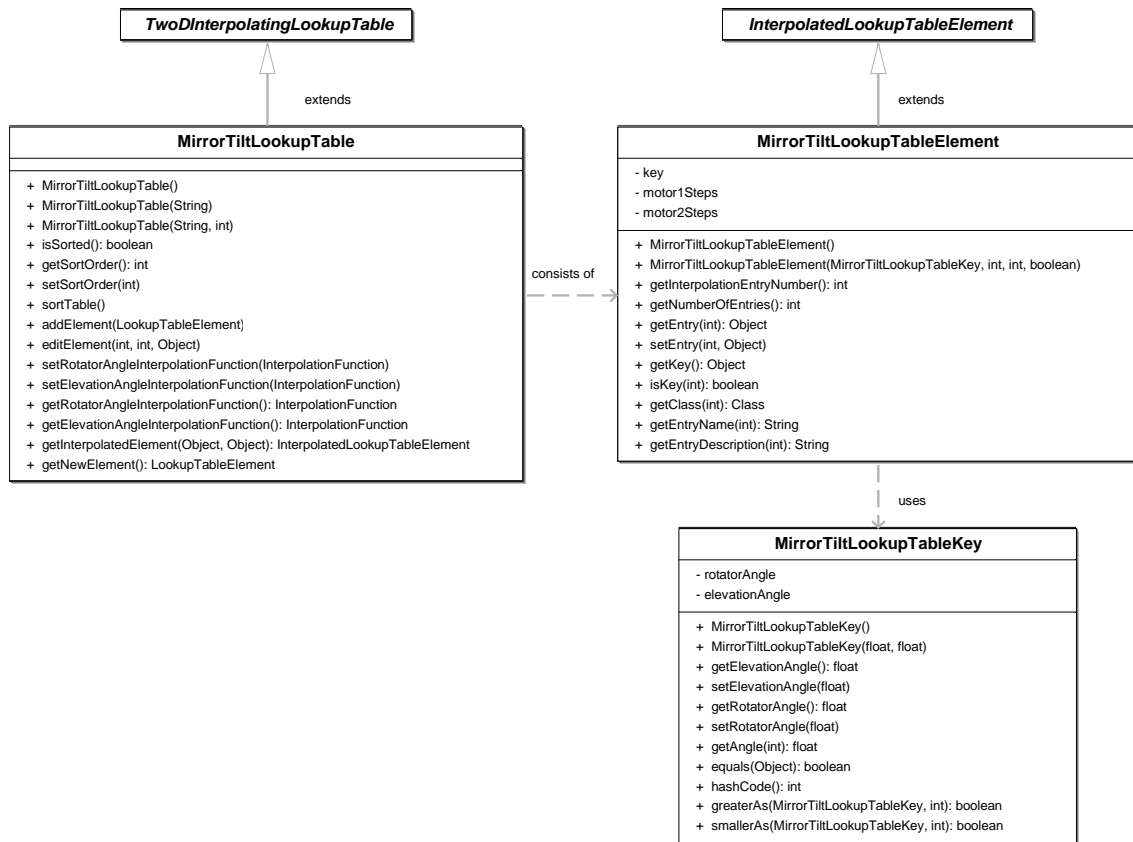 TwoDInterpolatingLookupTable
InterpolatedLookupTableElement
extends
extends
MirrorTiltLookupTable
+ MirrorTiltLookupTable()
+ MirrorTiltLookupTable(String)
+ MirrorTiltLookupTable(String, int)
+ isSorted(): boolean
+ getSortOrder(): int
+ setSortOrder(int)
+ sortTable()
+ addElement(LookupTableElement)
+ editElement(int, int, Object)
+ setRotatorAngleInterpolationFunction(InterpolationFunction)
+ setElevationAngleInterpolationFunction(InterpolationFunction)
+ getRotatorAngleInterpolationFunction(): InterpolationFunction
+ getElevationAngleInterpolationFunction(): InterpolationFunction
+ getInterpolatedElement(Object, Object): InterpolatedLookupTableElement
+ getNewElement(): LookupTableElement
consists of
MirrorTiltLookupTableElement
- key
- motor1Steps
- motor2Steps
+ MirrorTiltLookupTableElement()
+ MirrorTiltLookupTableElement(MirrorTiltLookupTableKey, int, int, boolean)
+ getInterpolationEntryNumber(): int
+ getNumberOfEntries(): int
+ getEntry(int): Object
+ setEntry(int, Object)
+ getKey(): Object
+ isKey(int): boolean
+ getClass(int): Class
+ getEntryName(int): String
+ getEntryDescription(int): String
uses
MirrorTiltLookupTableKey
- rotatorAngle
- elevationAngle
+ MirrorTiltLookupTableKey()
+ MirrorTiltLookupTableKey(float, float)
+ getElevationAngle(): float
+ setElevationAngle(float)
+ getRotatorAngle(): float
+ setRotatorAngle(float)
+ getAngle(int): float
+ equals(Object): boolean
+ hashCode(): int
+ greaterAs(MirrorTiltLookupTableKey, int): boolean
+ smallerAs(MirrorTiltLookupTableKey, int): boolean